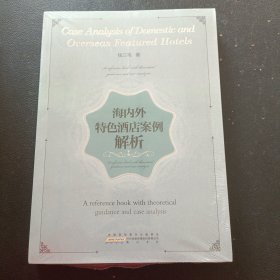 Case Analysis of Domestic and
Overseas Featured Hotels
海内外
特色酒店案例
解析
A reference book with theoretical
guidance and case analysis